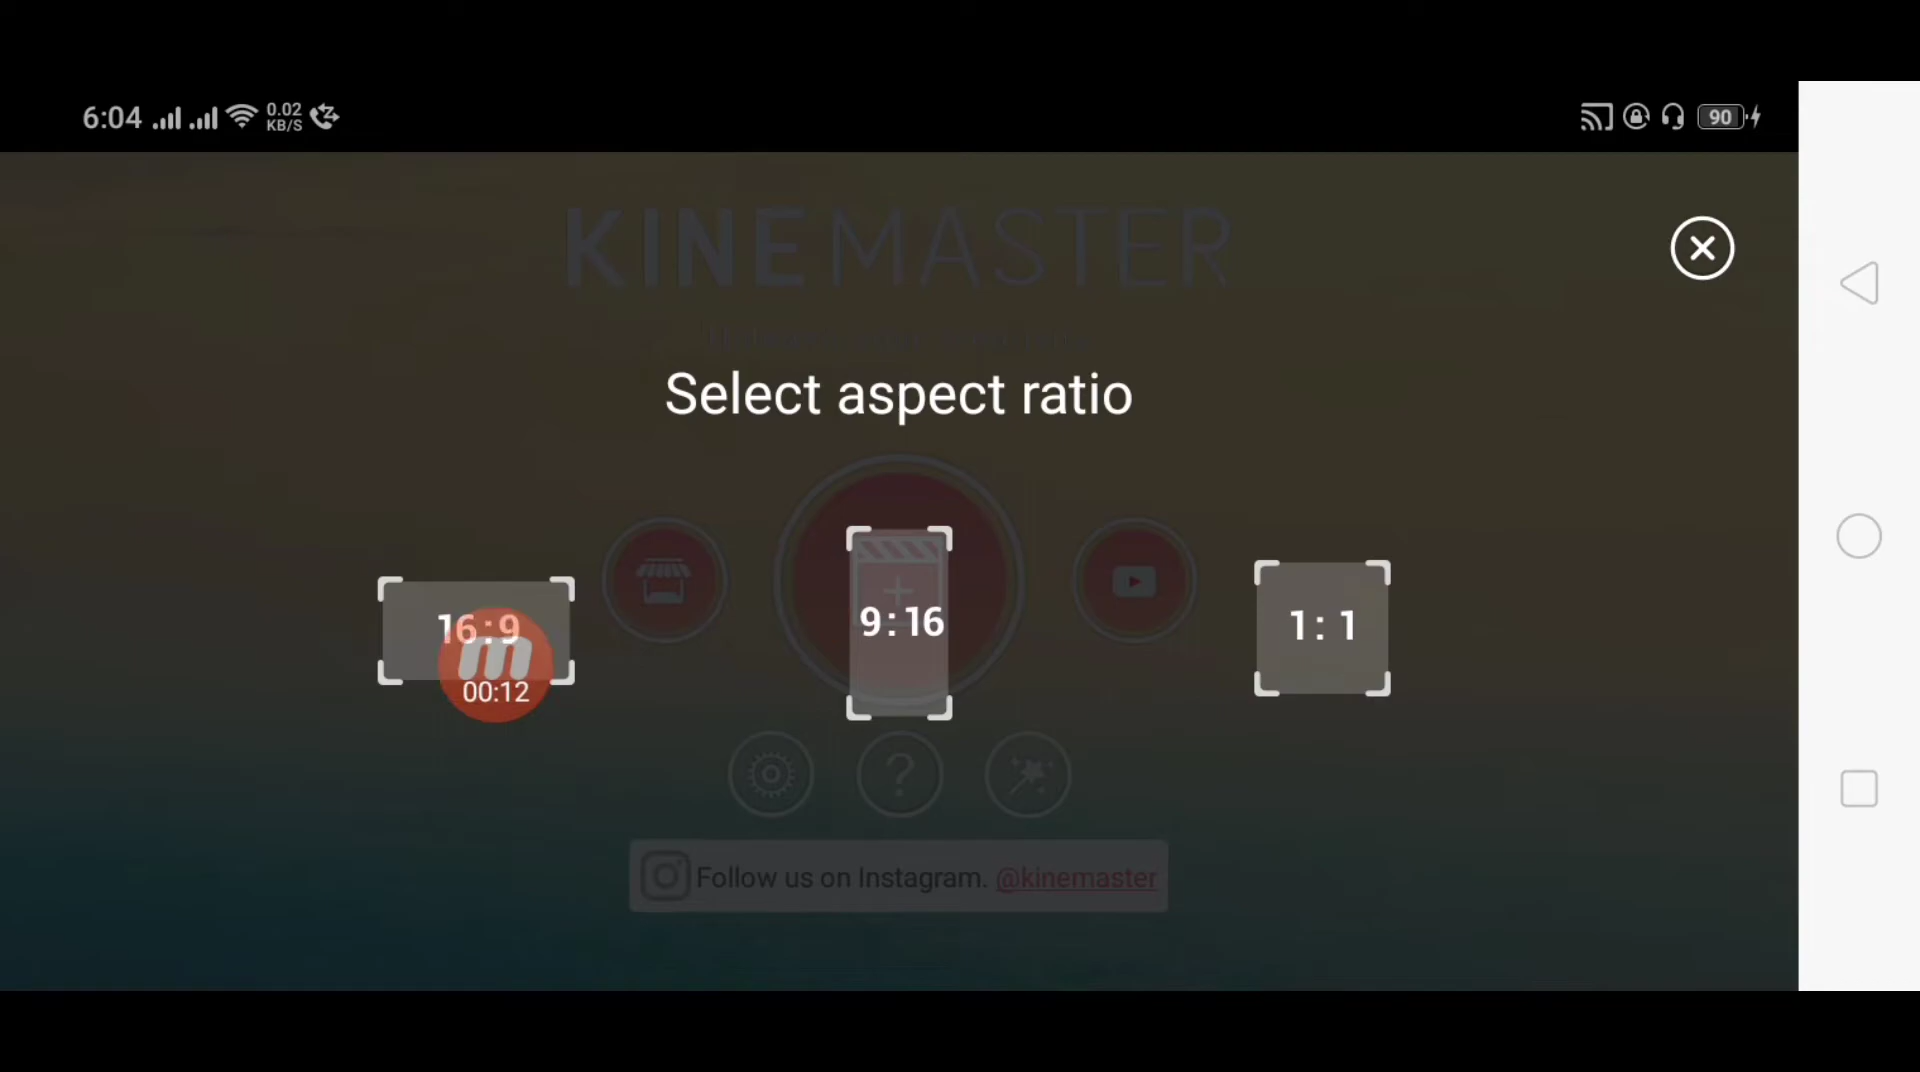 6:04 0.02 KB/S 90
KINEMASTER
Select aspect ratio
16:9
9:16
1:1
m
00:12
?
Follow us on Instagram. @kinemaster